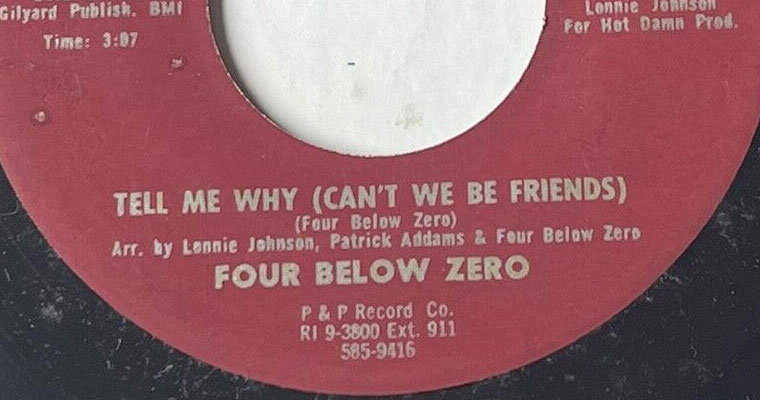 Gilyard Publish. BMI
Time: 3:07
Lonnie Johnson
For Hot Damn Prod.
TELL ME WHY (CAN'T WE BE FRIENDS)
(Four Below Zero)
Arr. by Lonnie Johnson, Patrick Addams & Four Below Zero
FOUR BELOW ZERO
P & P Record Co.
RI 9-3800 Ext. 911
585-9416